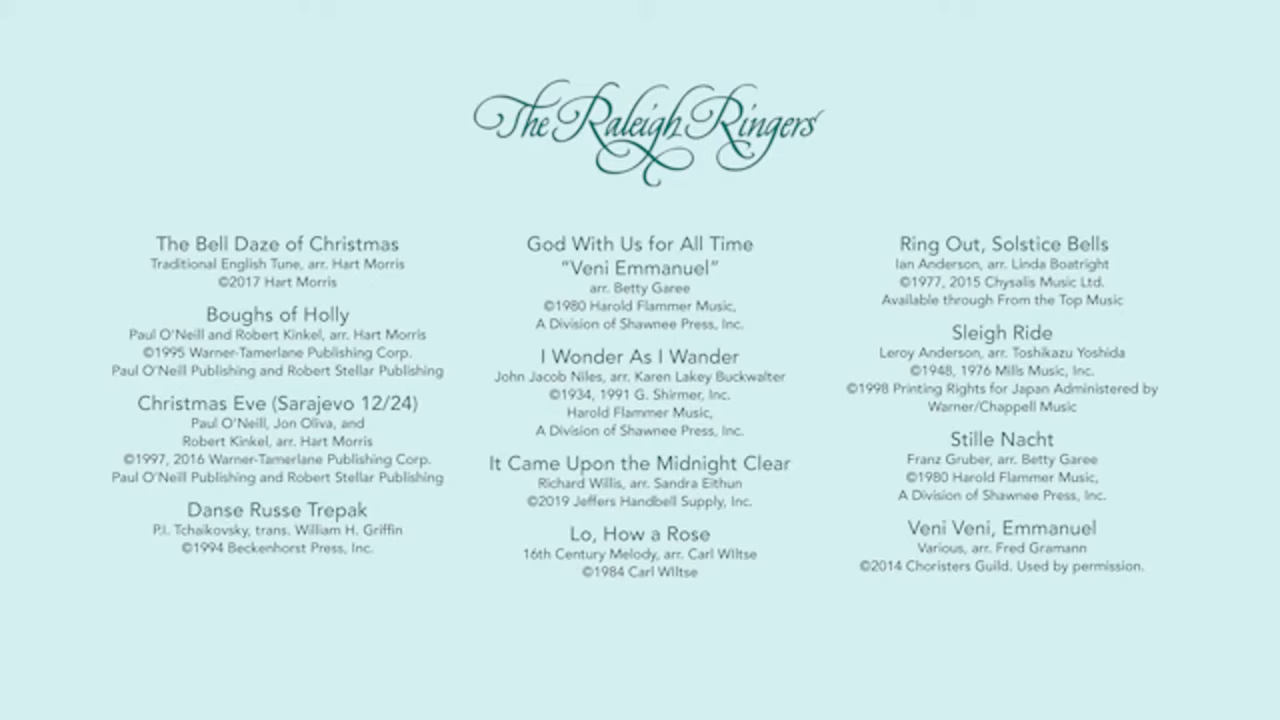 The Raleigh Ringers
The Bell Daze of Christmas
Traditional English Tune, arr. Hart Morris
©2017 Hart Morris
Boughs of Holly
Paul O'Neill and Robert Kinkel, arr. Hart Morris
©1995 Warner-Tamerlane Publishing Corp.
Paul O'Neill Publishing and Robert Stellar Publishing
Christmas Eve (Sarajevo 12/24)
Paul O'Neill, Jon Oliva, and
Robert Kinkel, arr. Hart Morris
©1997, 2016 Warner-Tamerlane Publishing Corp.
Paul O'Neill Publishing and Robert Stellar Publishing
Danse Russe Trepak
P.I. Tchaikovsky, trans. William H. Griffin
©1994 Beckenhorst Press, Inc.
God With Us for All Time
“Veni Emmanuel”
arr. Betty Garee
©1980 Harold Flammer Music,
A Division of Shawnee Press, Inc.
I Wonder As I Wander
John Jacob Niles, arr. Karen Lakey Buckwalter
©1934, 1991 G. Shirmer, Inc.
Harold Flammer Music,
A Division of Shawnee Press, Inc.
It Came Upon the Midnight Clear
Richard Willis, arr. Sandra Eithun
©2019 Jeffers Handbell Supply, Inc.
Lo, How a Rose
16th Century Melody, arr. Carl WIltse
©1984 Carl WIltse
Ring Out, Solstice Bells
Ian Anderson, arr. Linda Boatright
©1977, 2015 Chysalis Music Ltd.
Available through From the Top Music
Sleigh Ride
Leroy Anderson, arr. Toshikazu Yoshida
©1948, 1976 Mills Music, Inc.
©1998 Printing Rights for Japan Administered by
Warner/Chappell Music
Stille Nacht
Franz Gruber, arr. Betty Garee
©1980 Harold Flammer Music,
A Division of Shawnee Press, Inc.
Veni Veni, Emmanuel
Various, arr. Fred Gramann
©2014 Choristers Guild. Used by permission.